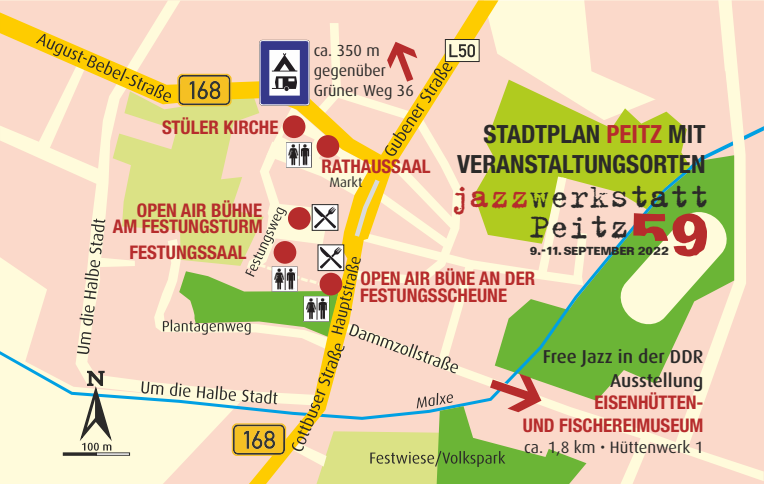 August-Bebel-Straße
168
ca. 350 m
gegenüber
Grüner Weg 36
L50
Gubener Straße
STÜLER KIRCHE
RATHAUSSAAL
Markt
STADTPLAN PEITZ MIT
VERANSTALTUNGSORTEN
jazzwerkstatt
Peitz 59
9.-11. SEPTEMBER 2022
OPEN AIR BÜHNE
AM FESTUNGSTURM
Festungsweg
FESTUNGSSAAL
OPEN AIR BÜNE AN DER
FESTUNGSSCHEUNE
Um die Halbe Stadt
Plantagenweg
Hauptstraße
Dammzollstraße
Free Jazz in der DDR
Ausstellung
EISENHÜTTEN-
UND FISCHEREIMUSEUM
ca. 1,8 km • Hüttenwerk 1
N
100 m
Um die Halbe Stadt
Malxe
Cottbuser Straße
168
Festwiese/Volkspark